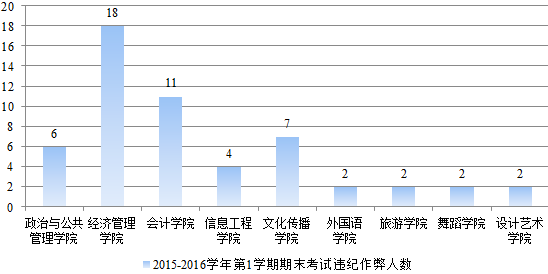 20
18
16
14
12
10
8
6
4
2
0
6
18
11
4
7
2
2
2
2
政治与公共
管理学院
经济管理
学院
会计学院
信息工程
学院
文化传播
学院
外国语
学院
旅游学院
舞蹈学院
设计艺术
学院
2015-2016学年第1学期期末考试违纪作弊人数